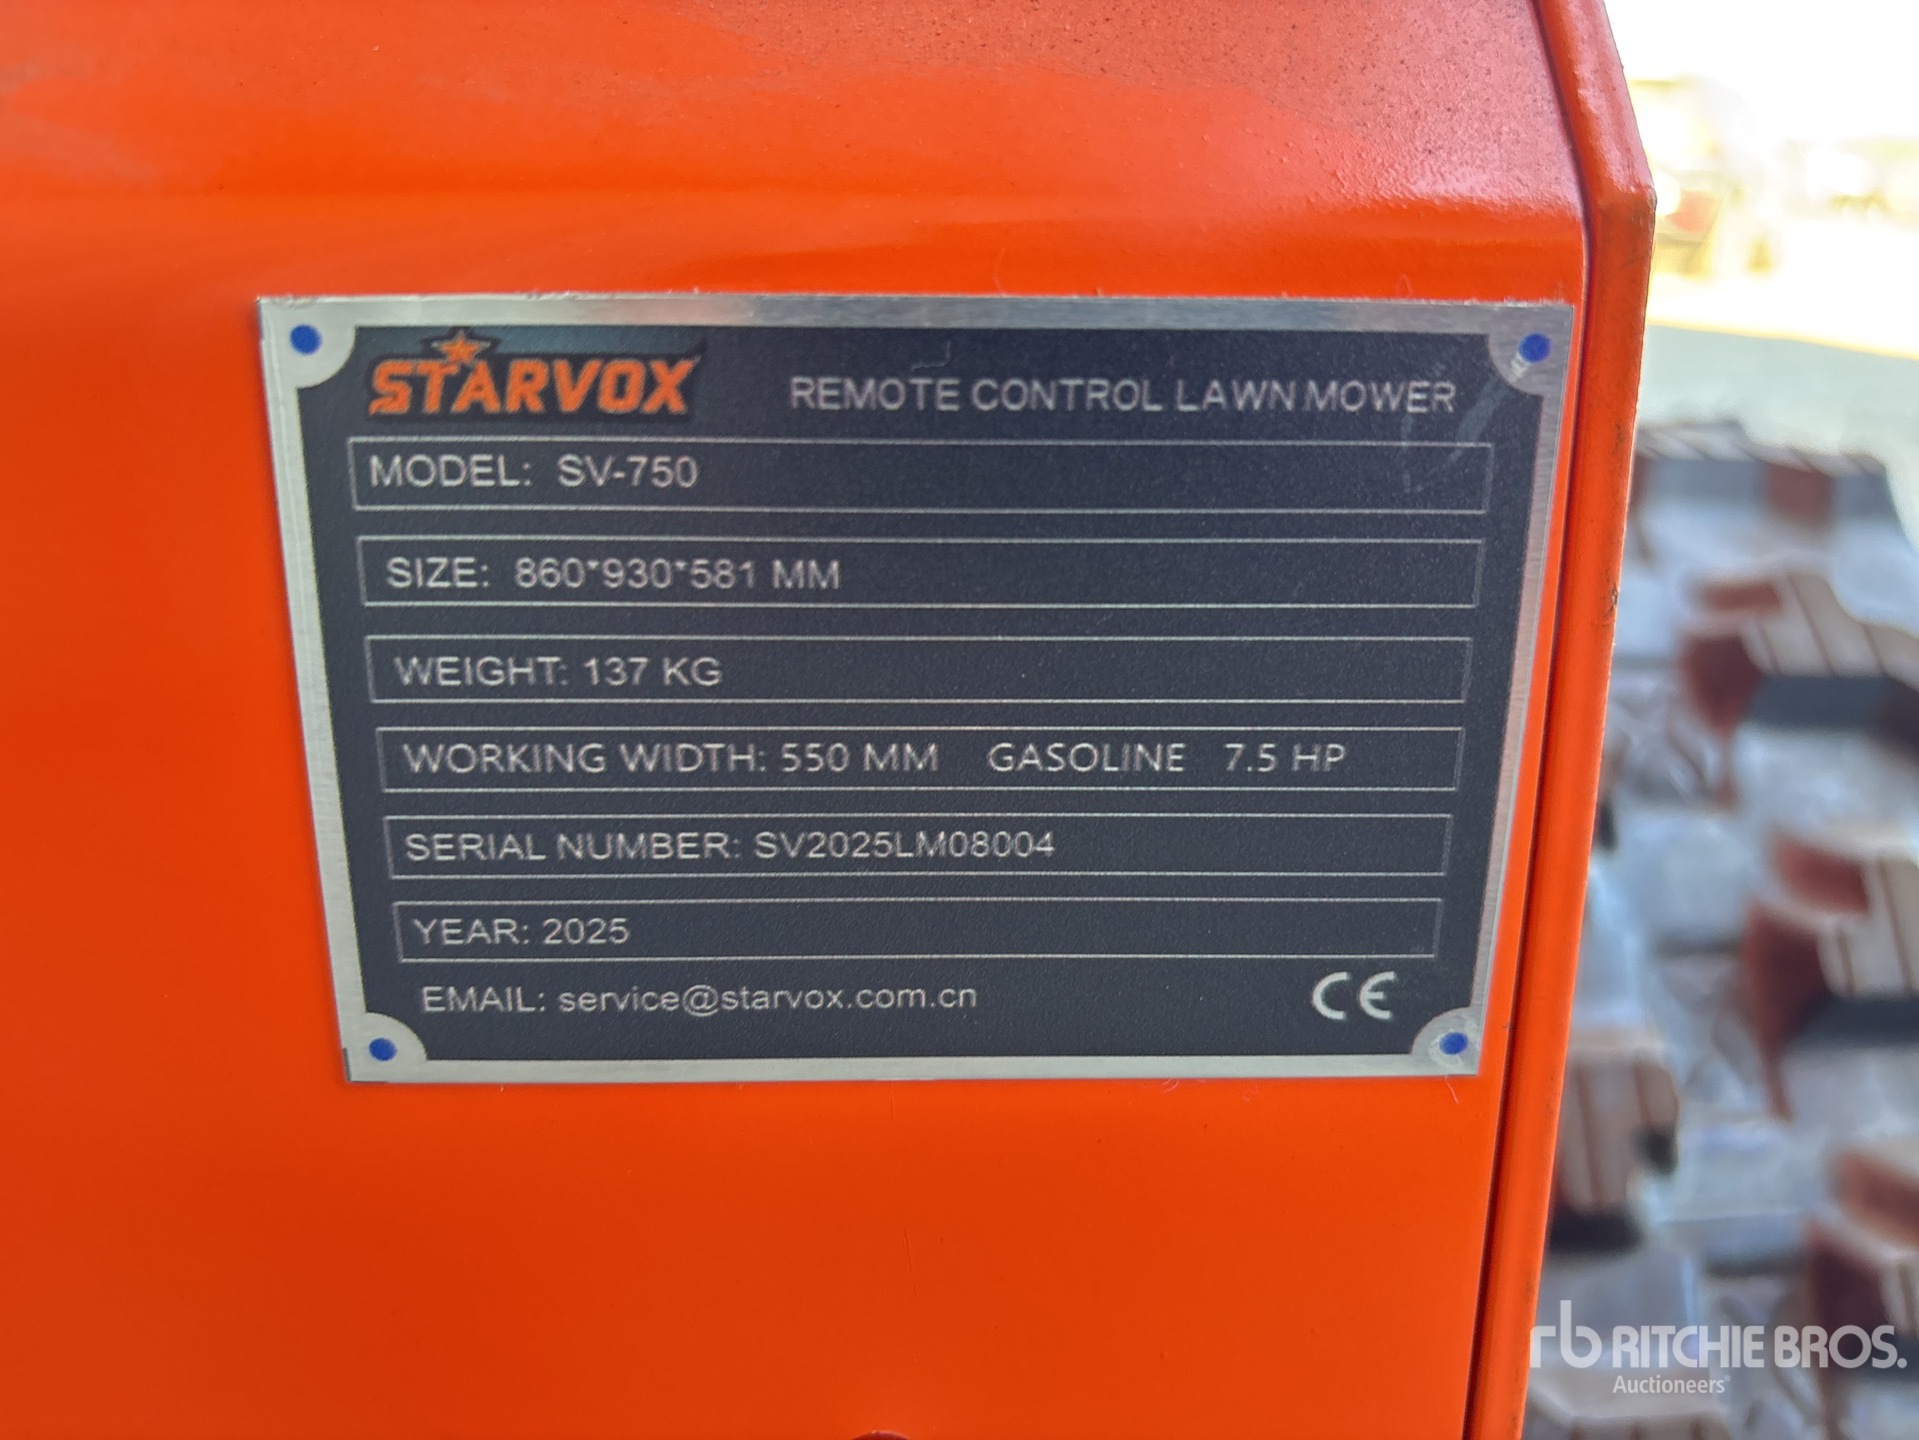 STARVOX
REMOTE CONTROL LAWN MOWER
MODEL: SV-750
SIZE: 860*930*581 MM
WEIGHT: 137 KG
WORKING WIDTH: 550 MM GASOLINE 7.5 HP
SERIAL NUMBER: SV2025LM08004
YEAR: 2025
EMAIL: service@starvox.com.cn
CE
rb RITCHIE BROS.
Auctioneers